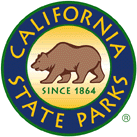 CALIFORNIA
SINCE 1864
STATE PARKS
®